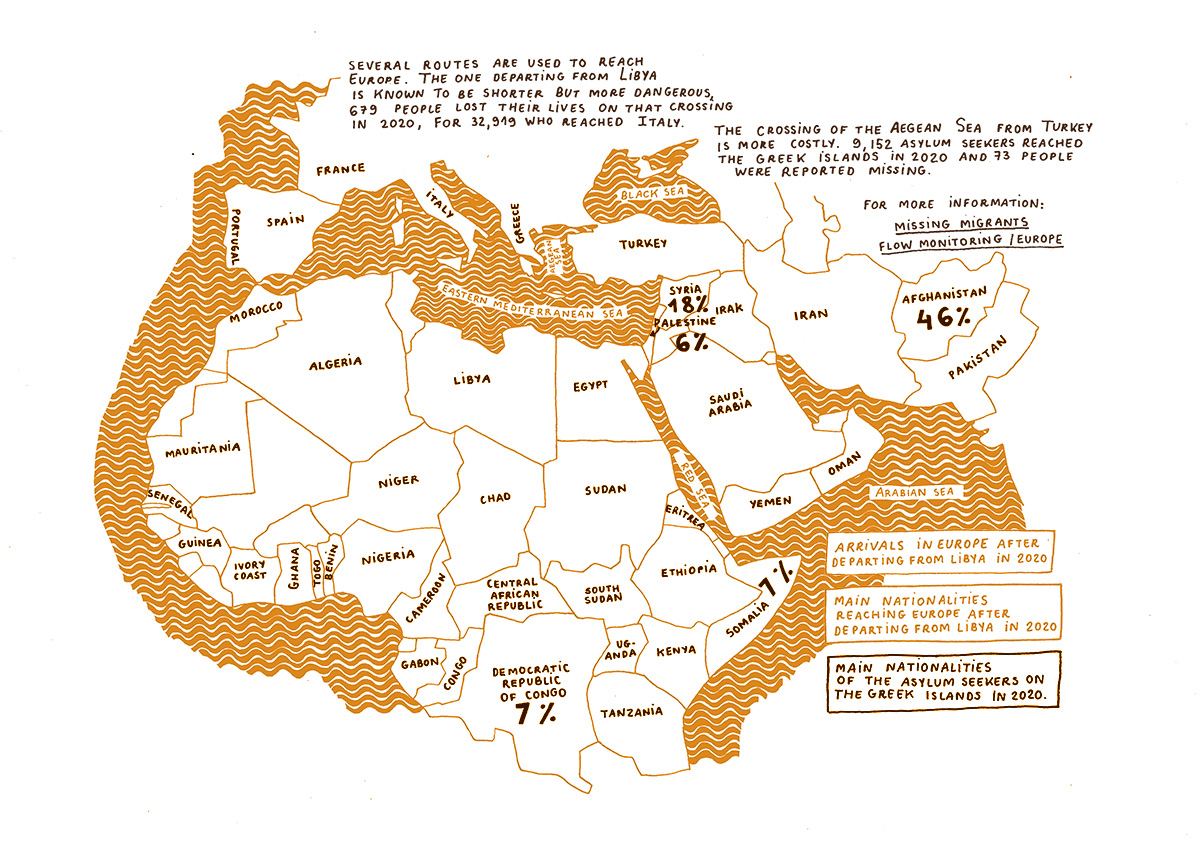 SEVERAL ROUTES ARE USED TO REACH
EUROPE. THE ONE DEPARTING FROM LIBYA
IS KNOWN TO BE SHORTER BUT MORE DANGEROUS,
679 PEOPLE LOST THEIR LIVES ON THAT CROSSING
IN 2020, FOR 32,919 WHO REACHED ITALY.
THE CROSSING OF THE AEGEAN SEA FROM TURKEY
IS MORE COSTLY. 9,152 ASYLUM SEEKERS REACHED
THE GREEK ISLANDS IN 2020 AND 73 PEOPLE
WERE REPORTED MISSING.
FOR MORE INFORMATION:
MISSING MIGRANTS
FLOW MONITORING / EUROPE
FRANCE
ITALY
BLACK SEA
PORTUGAL
SPAIN
GREECE
AEGEAN
SEA
TURKEY
EASTERN MEDITERRANEAN SEA
SYRIA
18%
PALESTINE
6%
IRAK
IRAN
AFGHANISTAN
46%
PAKISTAN
MOROCCO
ALGERIA
LIBYA
EGYPT
SAUDI
ARABIA
MAURITANIA
NIGER
CHAD
SUDAN
RED SEA
YEMEN
OMAN
ARABIAN SEA
SENEGAL
GUINEA
IVORY
COAST
GHANA
TOGO
BENIN
NIGERIA
CAMEROON
CENTRAL
AFRICAN
REPUBLIC
SOUTH
SUDAN
ERITREA
ETHIOPIA
SOMALIA 7%
GABON
CONGO
DEMOCRATIC
REPUBLIC
OF CONGO
7%
UG-
ANDA
KENYA
TANZANIA
ARRIVALS IN EUROPE AFTER
DEPARTING FROM LIBYA IN 2020
MAIN NATIONALITIES
REACHING EUROPE AFTER
DEPARTING FROM LIBYA IN 2020
MAIN NATIONALITIES
OF THE ASYLUM SEEKERS ON
THE GREEK ISLANDS IN 2020.